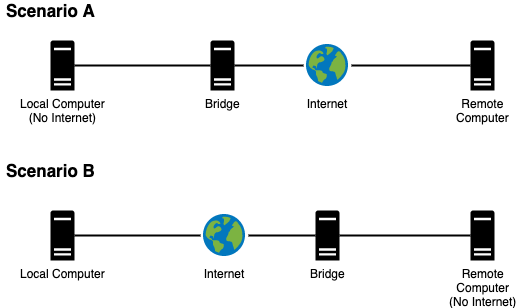 Scenario A
Local Computer
(No Internet)
Bridge
Internet
Remote
Computer
Scenario B
Local Computer
Internet
Bridge
Remote
Computer
(No Internet)